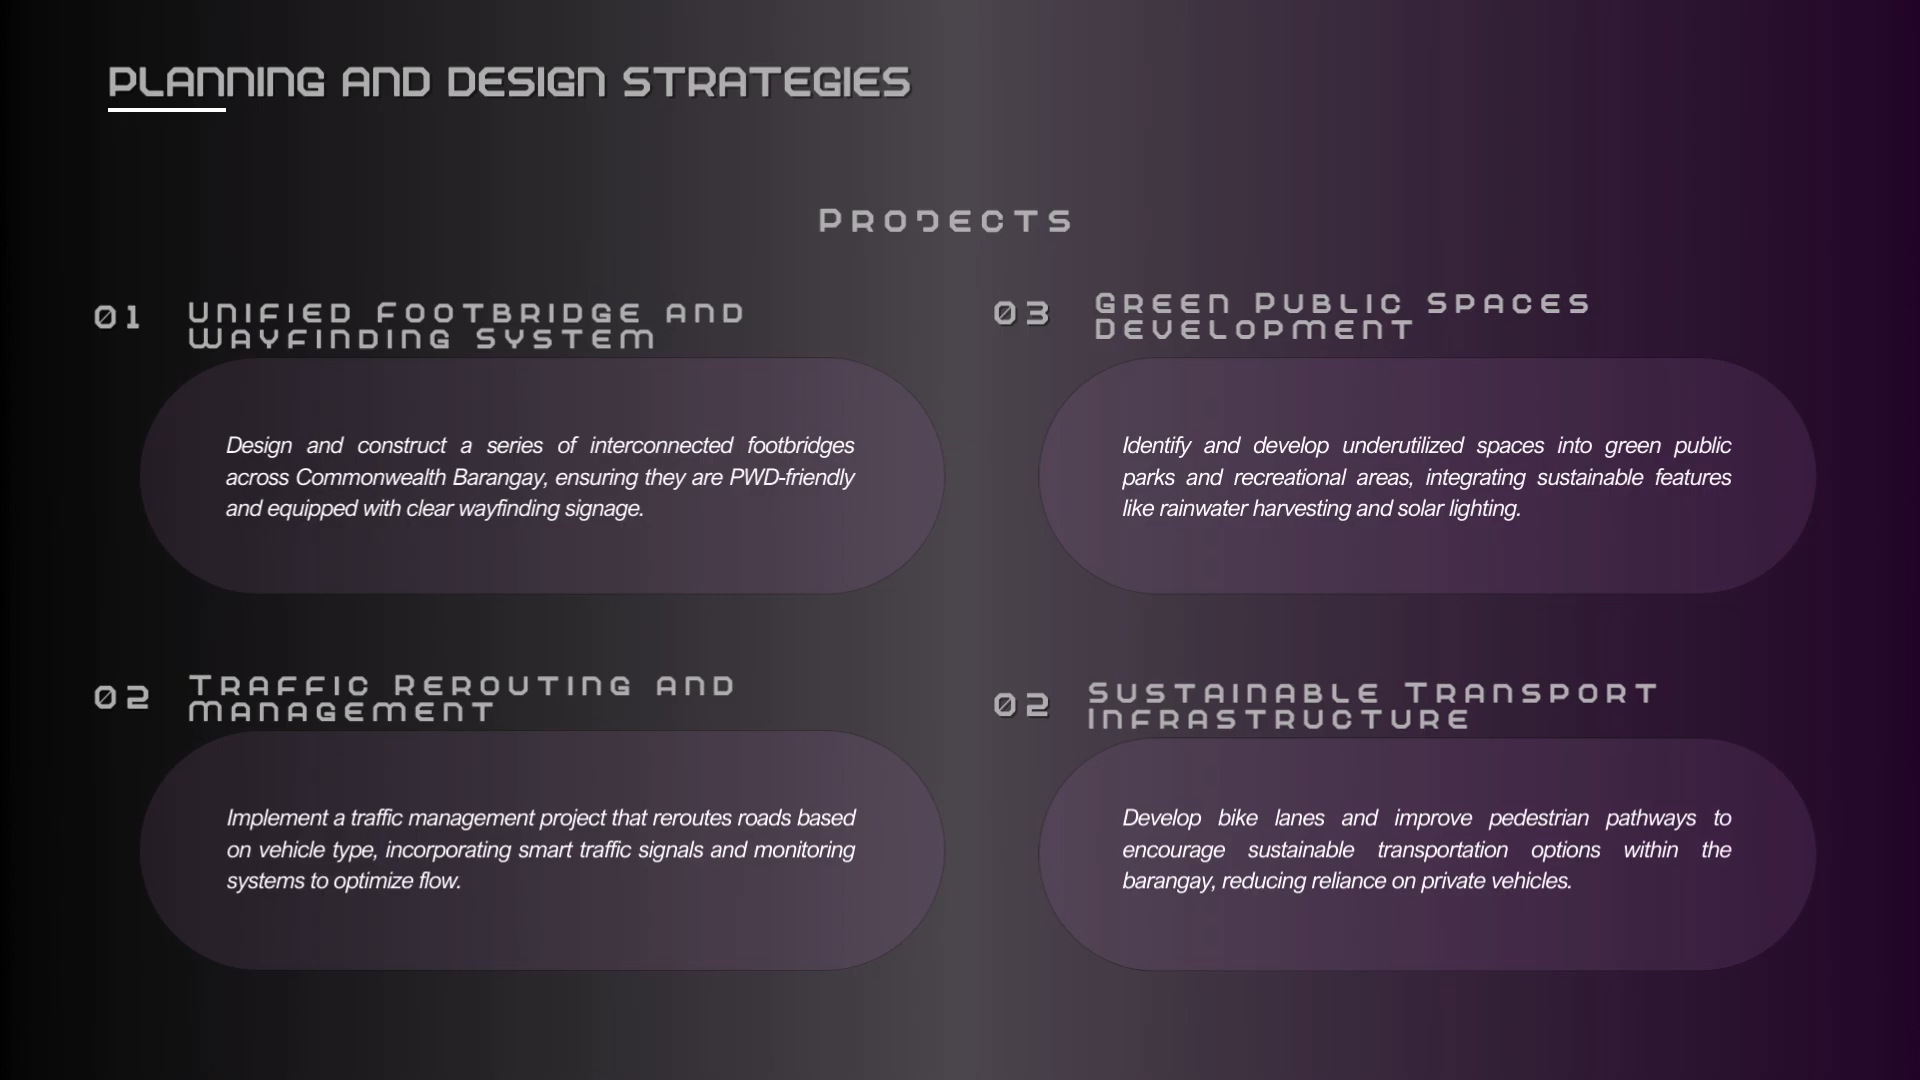 PLANNING AND DESIGN STRATEGIES
PROJECTS
01
UNIFIED FOOTBRIDGE AND
WAYFINDING SYSTEM
Design and construct a series of interconnected footbridges
across Commonwealth Barangay, ensuring they are PWD-friendly
and equipped with clear wayfinding signage.
02
TRAFFIC REROUTING AND
MANAGEMENT
Implement a traffic management project that reroutes roads based
on vehicle type, incorporating smart traffic signals and monitoring
systems to optimize flow.
03
GREEN PUBLIC SPACES
DEVELOPMENT
Identify and develop underutilized spaces into green public
parks and recreational areas, integrating sustainable features
like rainwater harvesting and solar lighting.
02
SUSTAINABLE TRANSPORT
INFRASTRUCTURE
Develop bike lanes and improve pedestrian pathways to
encourage sustainable transportation options within the
barangay, reducing reliance on private vehicles.